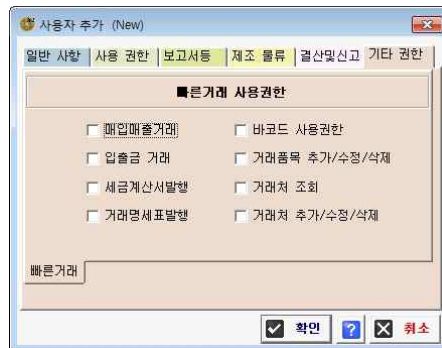 사용자 추가 (New)
일반 사항 사용 권한 보고서등 제조 물류 결산및신고 기타 권한
빠른거래 사용권한
매입매출거래 바코드 사용권한
입출금 거래 거래품목 추가/수정/삭제
세금계산서발행 거래처 조회
거래명세표발행 거래처 추가/수정/삭제
빠른거래
확인 ? 취소